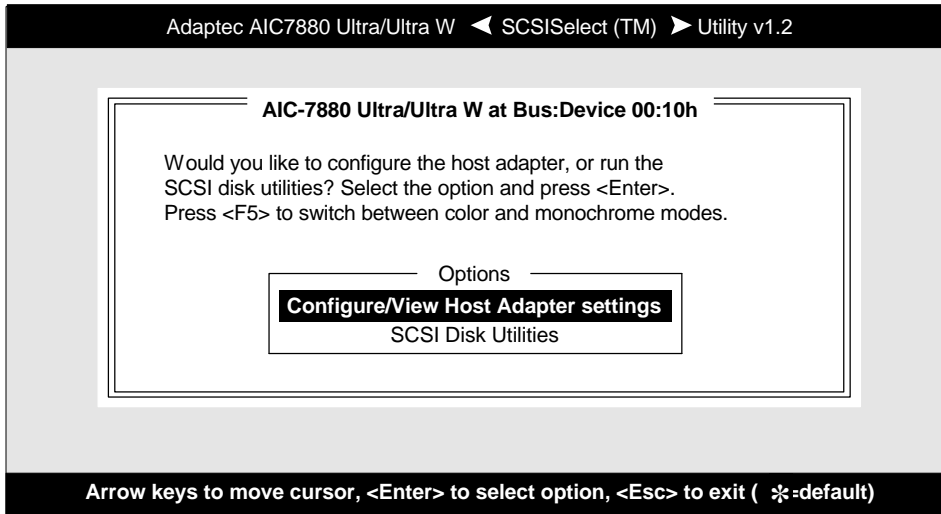 Adaptec AIC7880 Ultra/Ultra W ◄ SCSISelect (TM) ► Utility v1.2
AIC-7880 Ultra/Ultra W at Bus:Device 00:10h
Would you like to configure the host adapter, or run the
SCSI disk utilities? Select the option and press <Enter>.
Press <F5> to switch between color and monochrome modes.
Options
Configure/View Host Adapter settings
SCSI Disk Utilities
Arrow keys to move cursor, <Enter> to select option, <Esc> to exit ( *=default)